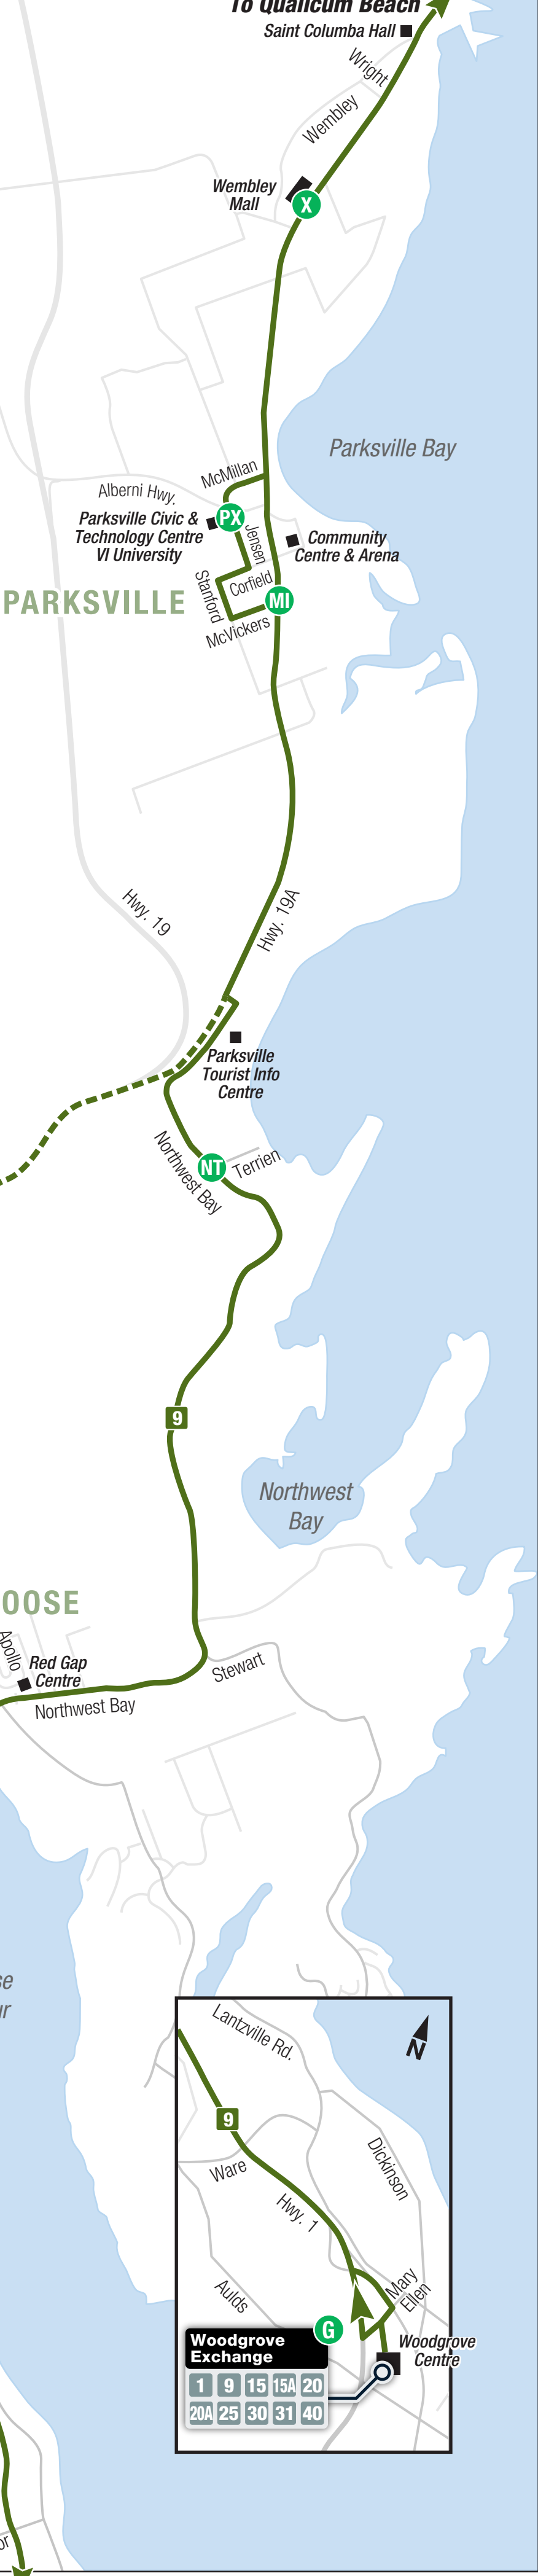 To Qualicum Beach
Saint Columba Hall
Wright
Wembley
Wembley
Mall
X
Parksville Bay
McMillan
Alberni Hwy.
Parksville Civic &
Technology Centre
VI University
PX
Jensen
Community
Centre & Arena
Stanford
Corfield
MI
McVickers
PARKSVILLE
Hwy. 19
Hwy. 19A
Parksville
Tourist Info
Centre
Northwest Bay
NT
Terrien
9
Northwest
Bay
OOSE
Apollo
Red Gap
Centre
Stewart
Northwest Bay
se
ur
Lantzville Rd.
N
9
Ware
Dickinson
Hwy. 1
Aulds
Mary
Ellen
G
Woodgrove
Centre
Woodgrove
Exchange
1 9 15 15A 20
20A 25 30 31 40
or